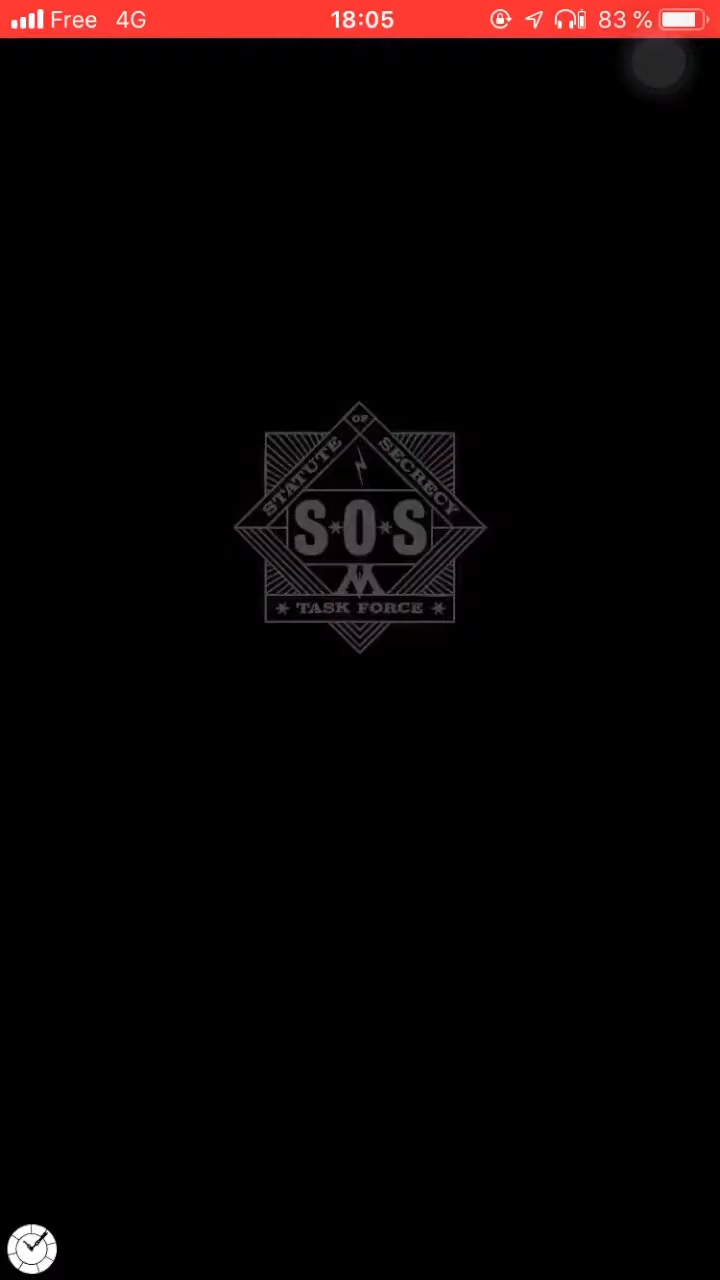 Free 4G 18:05 83 %
OF
STATUTE SECRECY
S*O*S
M
* TASK FORCE *